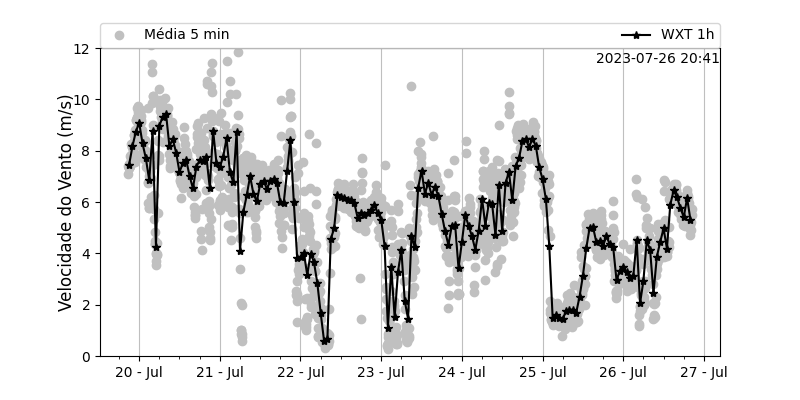 Média 5 min
WXT 1h
2023-07-26 20:41
Velocidade do Vento (m/s)
12
10
8
6
4
2
0
20 - Jul
21 - Jul
22 - Jul
23 - Jul
24 - Jul
25 - Jul
26 - Jul
27 - Jul